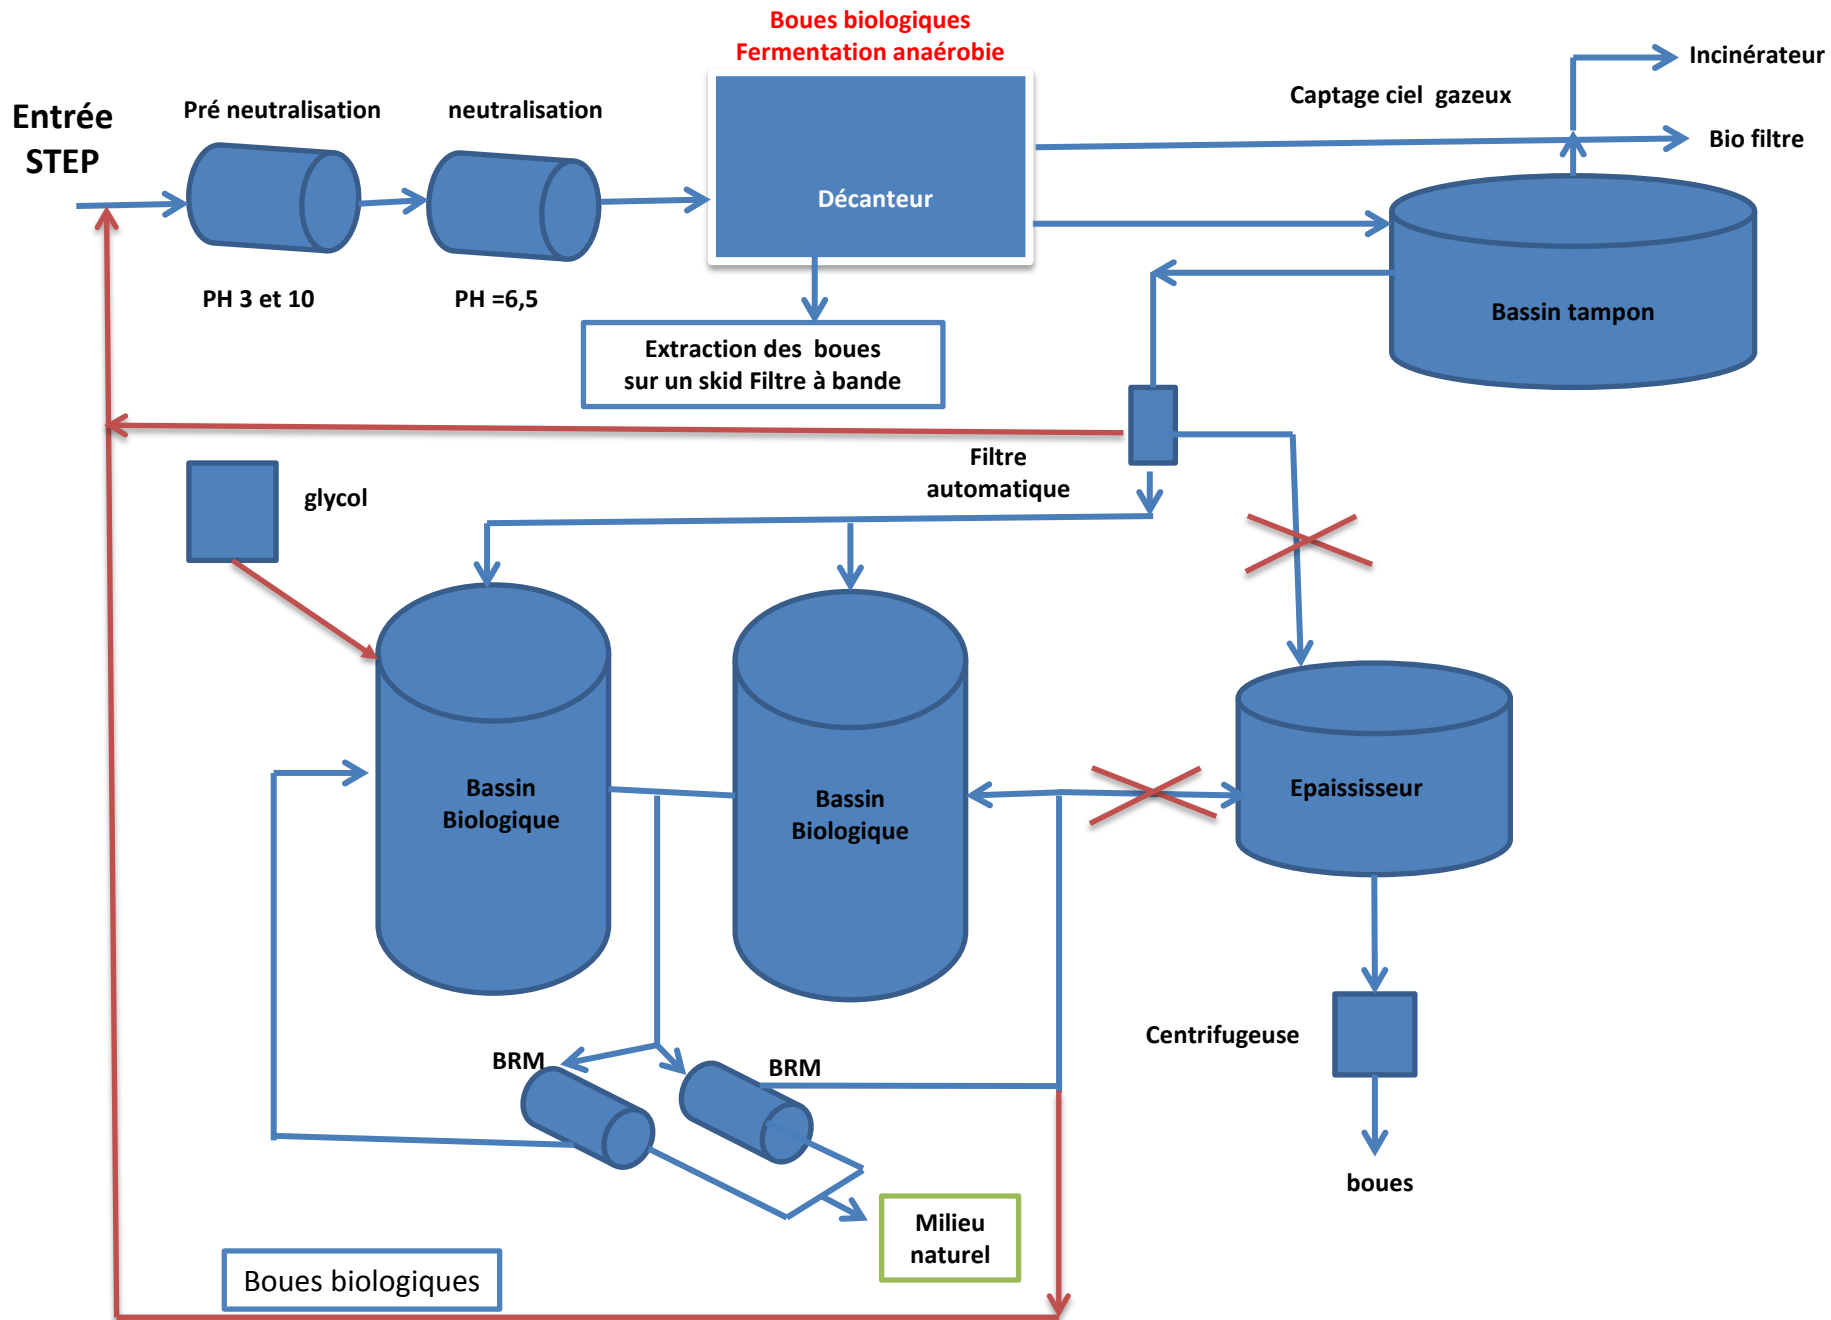 Boues biologiques
Fermentation anaérobie
Incinérateur
Captage ciel gazeux
Bio filtre
Entrée
STEP
Pré neutralisation
neutralisation
Décanteur
PH 3 et 10
PH =6,5
Bassin tampon
Extraction des boues
sur un skid Filtre à bande
Filtre
automatique
glycol
Bassin
Biologique
Bassin
Biologique
Epaississeur
Centrifugeuse
BRM
BRM
boues
Milieu
naturel
Boues biologiques